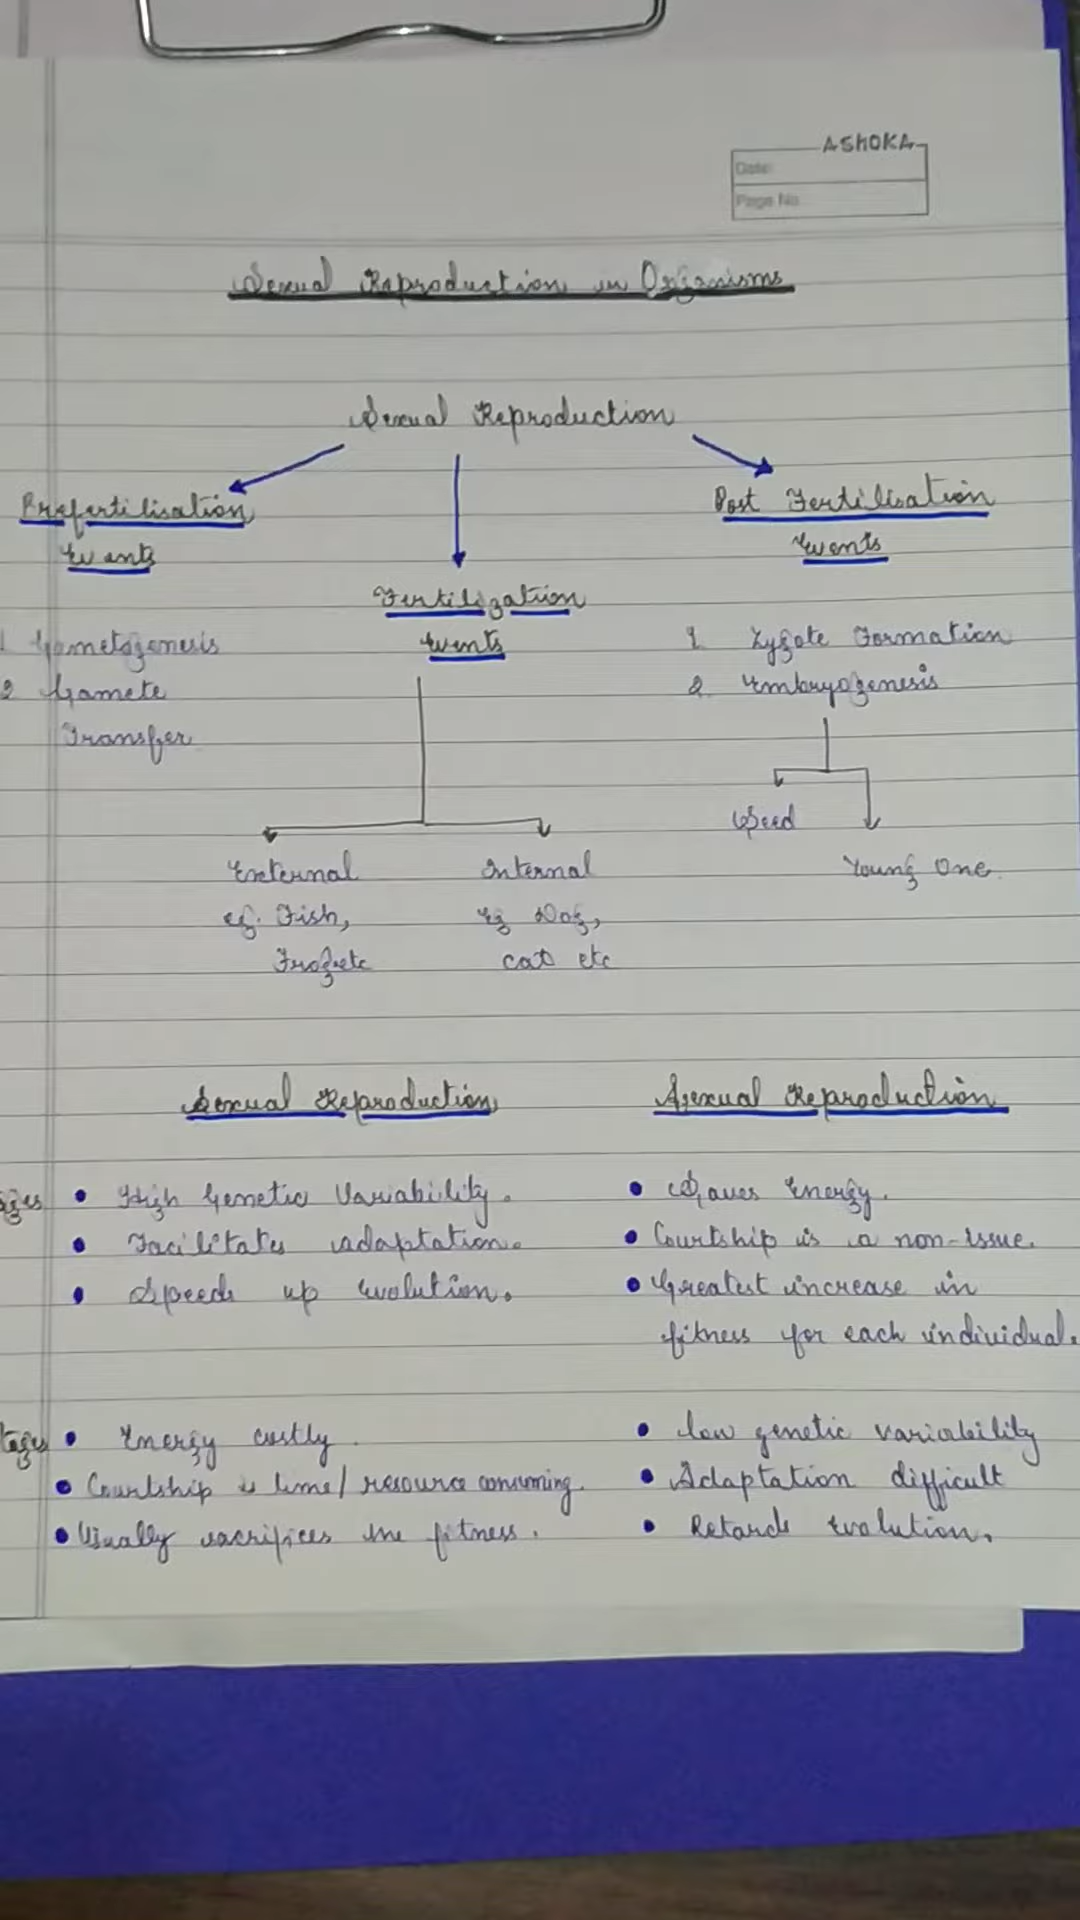 ASHOKA
Date:
Page No.
Sexual Reproduction in Organisms
Sexual Reproduction
Prefertilisation
Events
1 Gametogenesis
2 Gamete
Transfer
Fertilization
Events
External
eg. Fish,
Frog etc
Internal
Eg Dog,
cat etc
Post Fertilisation
Events
1. Zygote Formation
2. Embryogenesis
Seed
Young One.
Sexual Reproduction
Asexual Reproduction
• High Genetic Variability.
• Facilitates adaptation.
• Speeds up Evolution.
• Saves Energy.
• Courtship is a non-issue.
• Greatest increase in
fitness for each individual.
• Energy costly.
• Courtship is time/resource consuming.
• Usually sacrifices fitness.
• low genetic variability
• Adaptation difficult
• Retards Evolution.